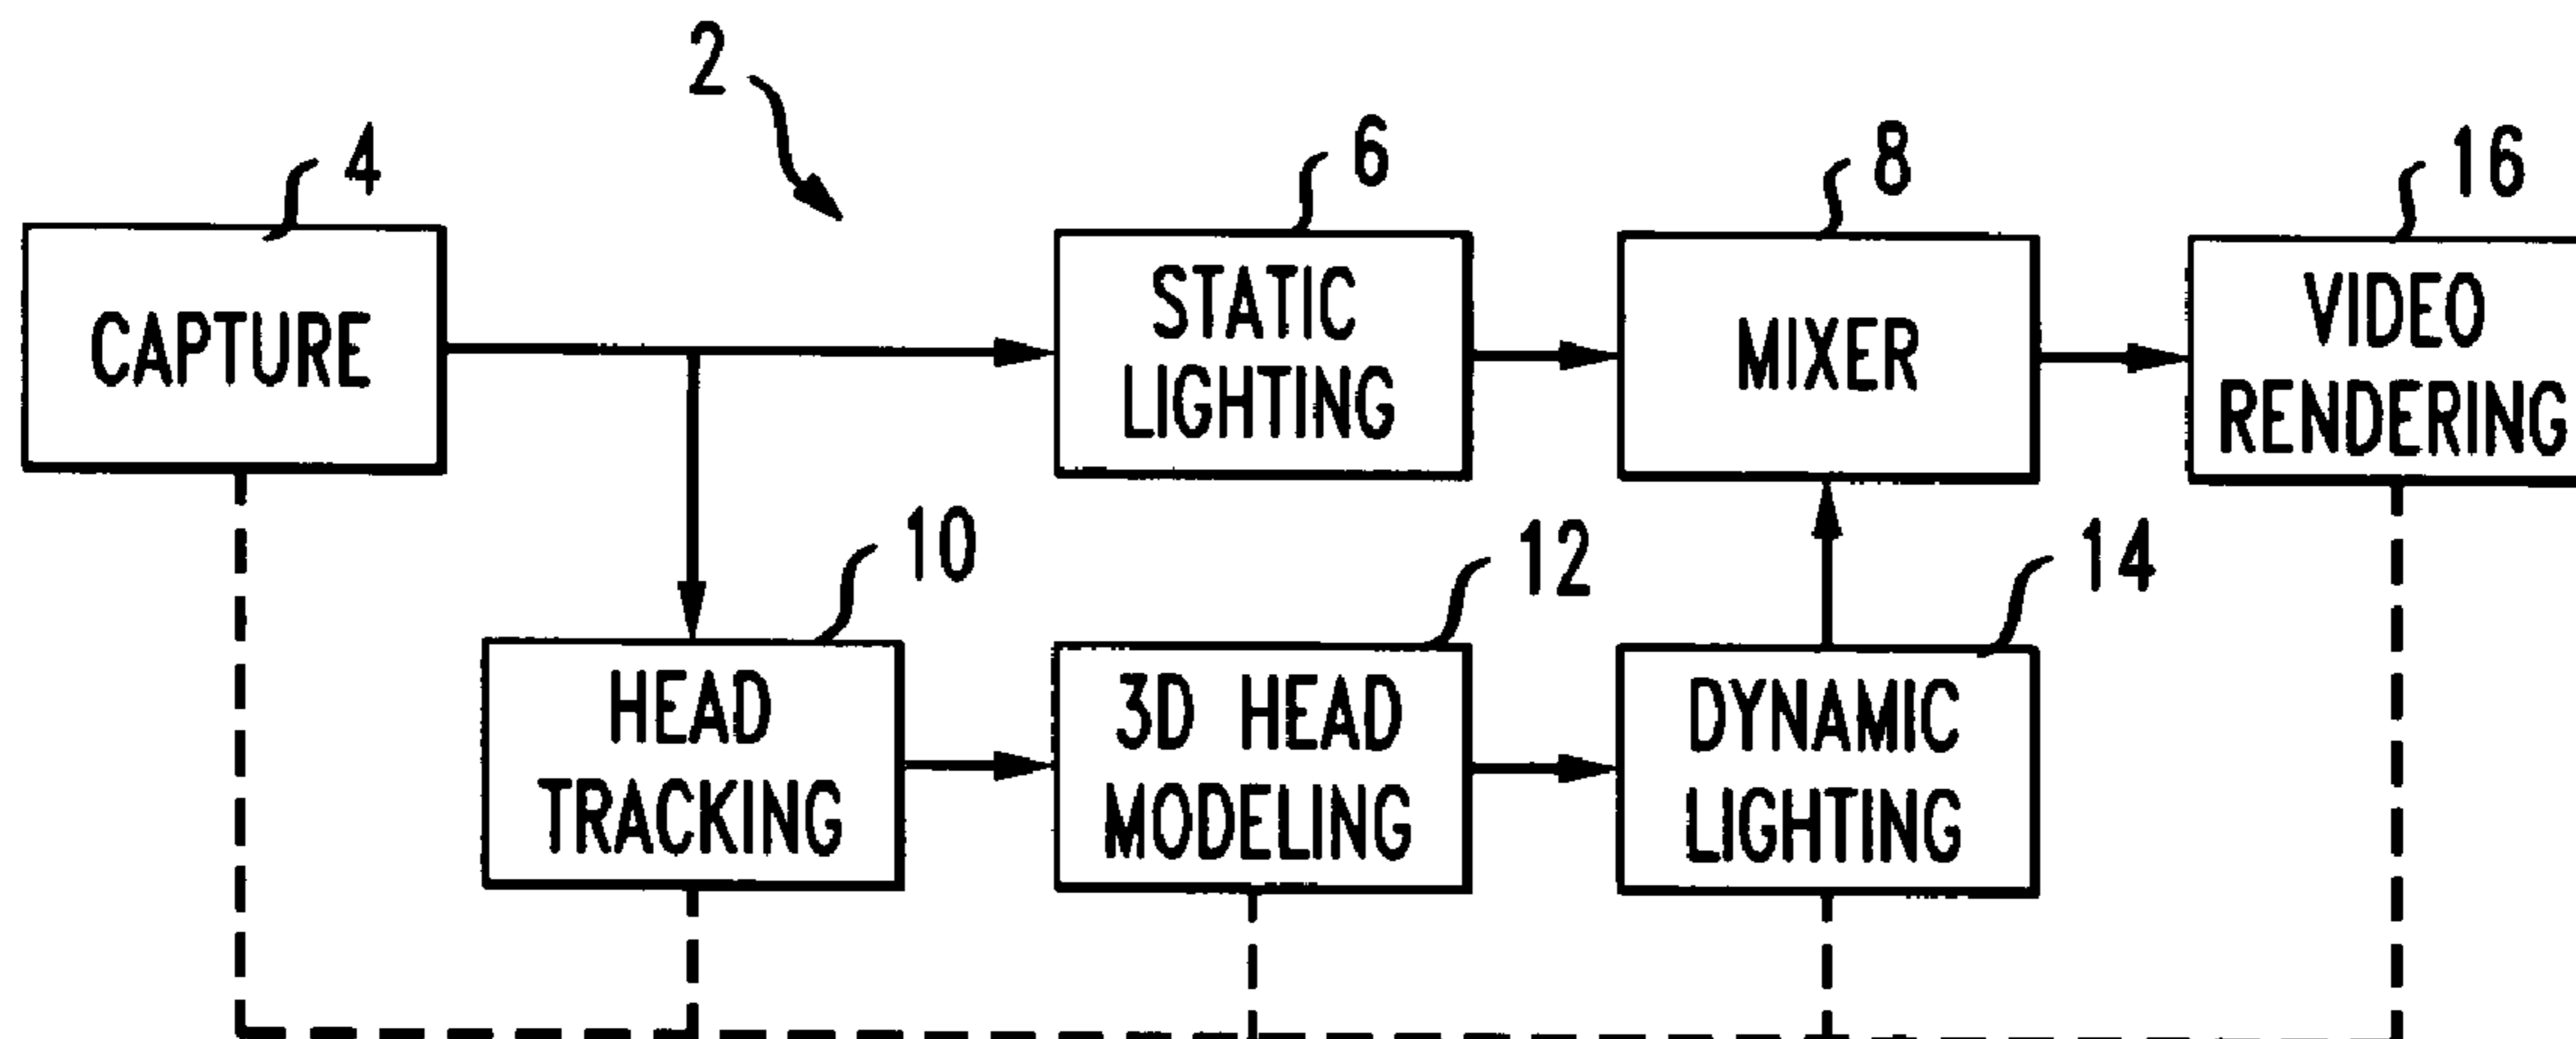 2
4
6
8
16
CAPTURE
STATIC
LIGHTING
MIXER
VIDEO
RENDERING
10
12
14
HEAD
TRACKING
3D HEAD
MODELING
DYNAMIC
LIGHTING